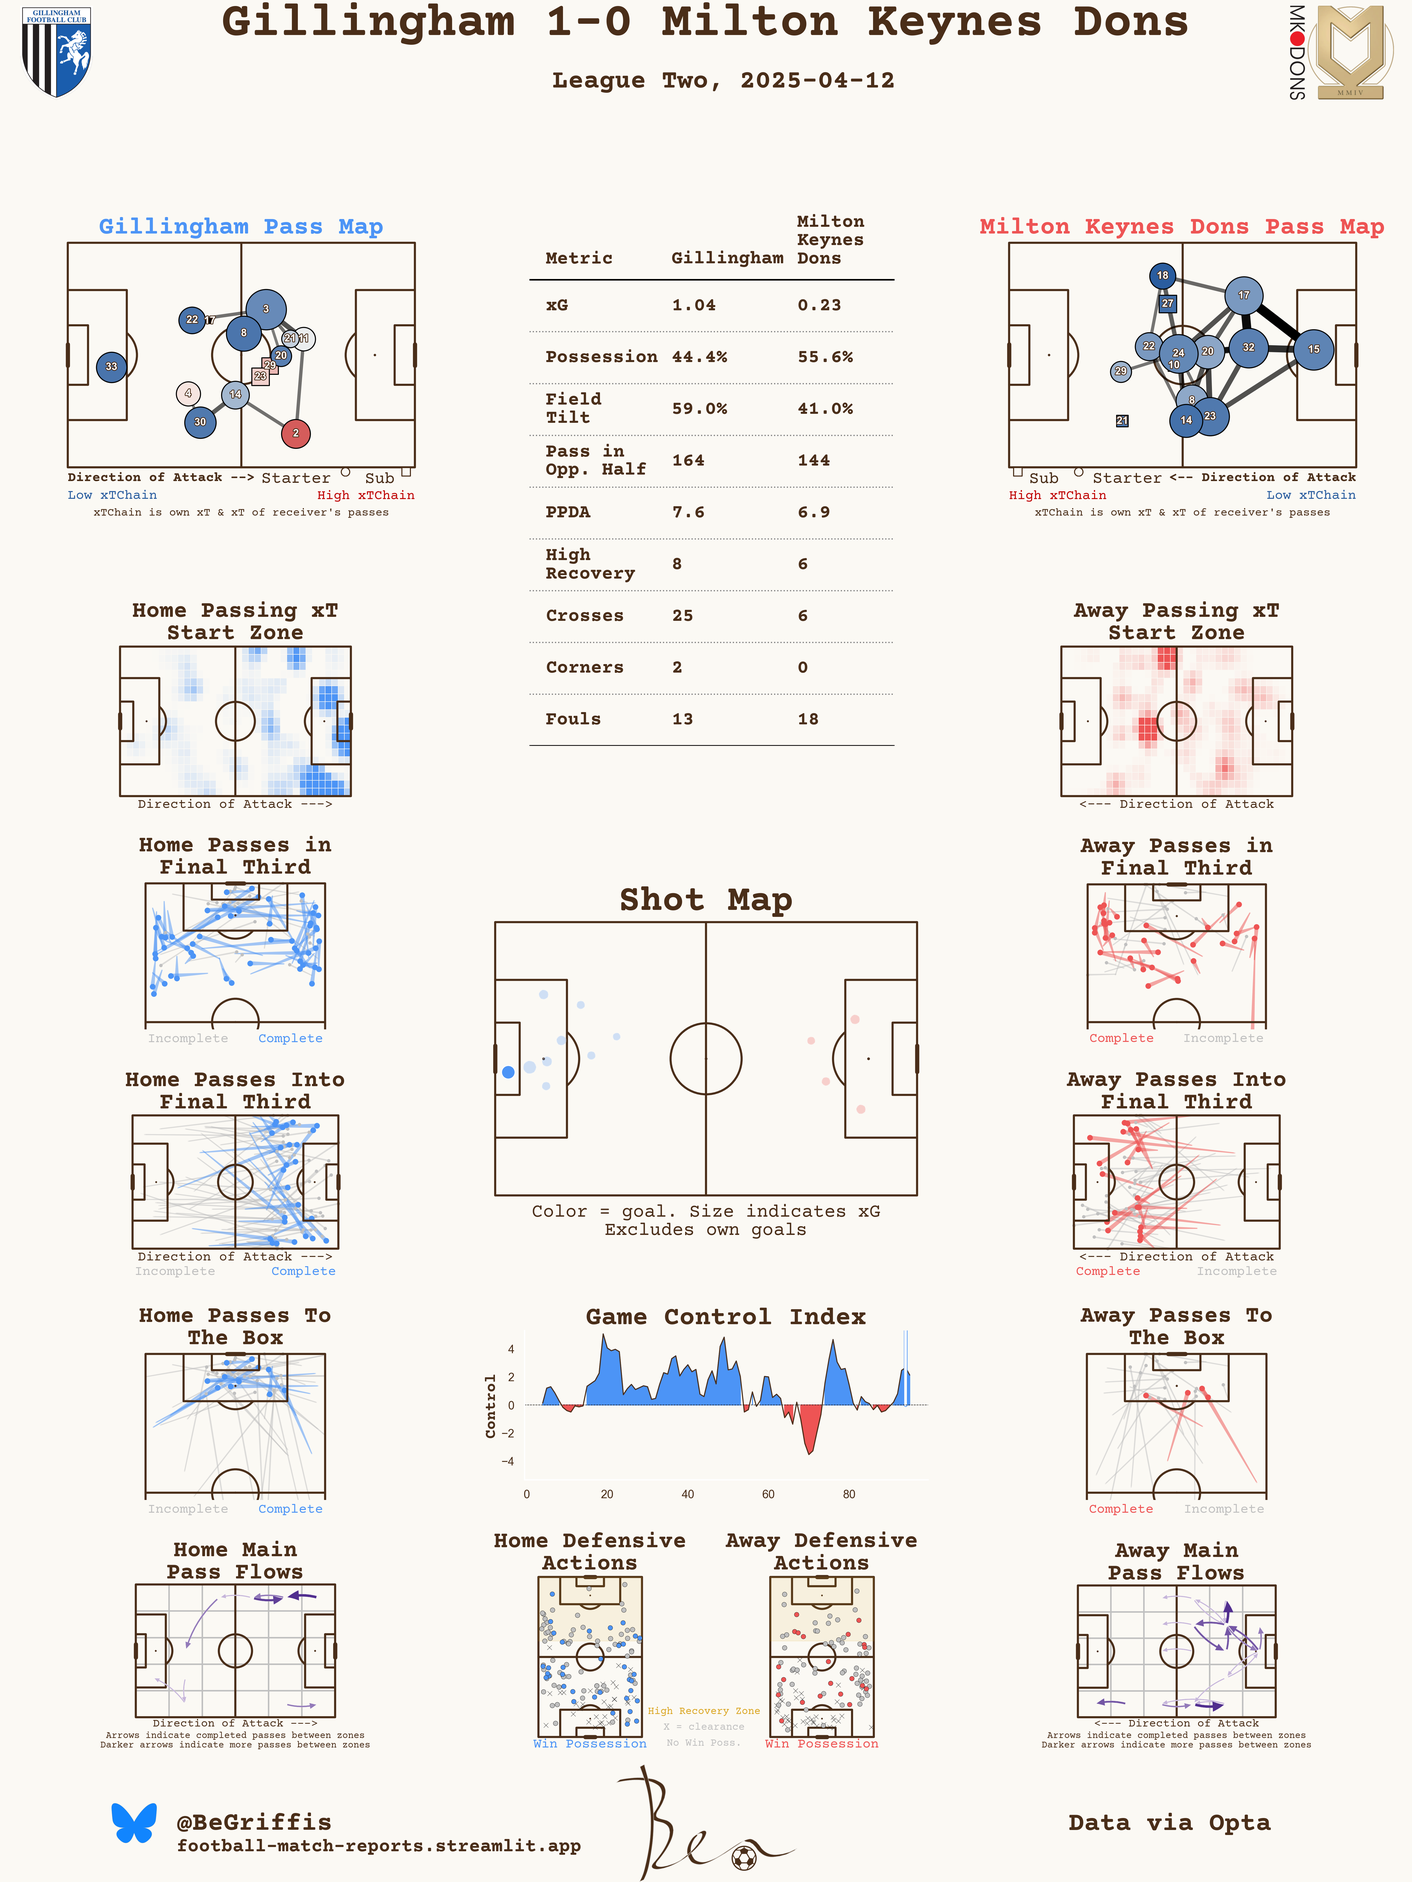 Gillingham 1-0 Milton Keynes Dons
League Two, 2025-04-12
GILLINGHAM
FOOTBALL CLUB
MK DONS
MMIV
Gillingham Pass Map
22
17
3
8
21
11
20
29
23
33
4
14
30
2
Direction of Attack --> Starter Sub
Low xTChain High xTChain
xTChain is own xT & xT of receiver's passes
Metric Gillingham Milton
Keynes
Dons
xG 1.04 0.23
Possession 44.4% 55.6%
Field
Tilt 59.0% 41.0%
Pass in
Opp. Half 164 144
PPDA 7.6 6.9
High
Recovery 8 6
Crosses 25 6
Corners 2 0
Fouls 13 18
Milton Keynes Dons Pass Map
18
27
17
22
24
20
32
15
10
29
8
21
14
23
Sub Starter <-- Direction of Attack
High xTChain Low xTChain
xTChain is own xT & xT of receiver's passes
Home Passing xT
Start Zone
Direction of Attack --->
Away Passing xT
Start Zone
<--- Direction of Attack
Home Passes in
Final Third
Incomplete Complete
Away Passes in
Final Third
Complete Incomplete
Shot Map
Color = goal. Size indicates xG
Excludes own goals
Home Passes Into
Final Third
Direction of Attack --->
Incomplete Complete
Away Passes Into
Final Third
<--- Direction of Attack
Complete Incomplete
Home Passes To
The Box
Incomplete Complete
Game Control Index
Control
4
2
0
−2
−4
0 20 40 60 80
Away Passes To
The Box
Complete Incomplete
Home Main
Pass Flows
Direction of Attack --->
Arrows indicate completed passes between zones
Darker arrows indicate more passes between zones
Home Defensive
Actions
Win Possession
Away Defensive
Actions
Win Possession
High Recovery Zone
X = clearance
No Win Poss.
Away Main
Pass Flows
<--- Direction of Attack
Arrows indicate completed passes between zones
Darker arrows indicate more passes between zones
@BeGriffis
football-match-reports.streamlit.app
Ben
Data via Opta